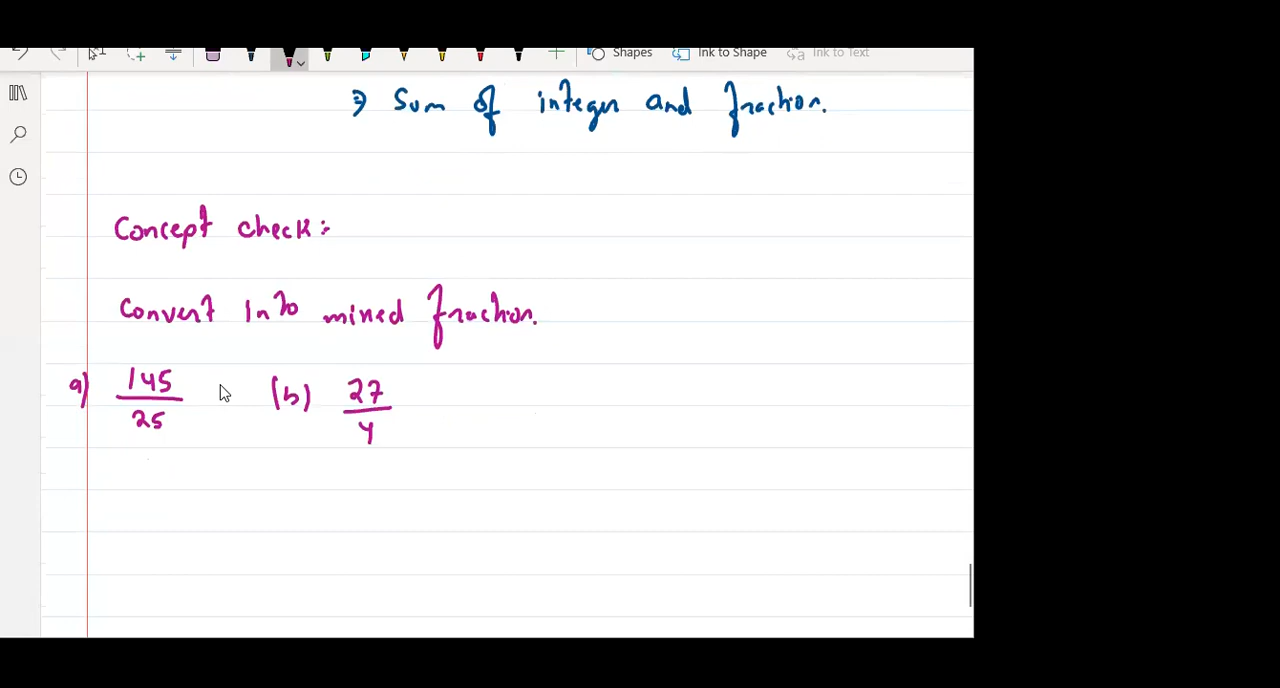 Shapes Ink to Shape Ink to Text
⇒ Sum of integer and fraction.
Concept check:
Convert Into mixed fraction.
a) 145/25 (b) 27/4